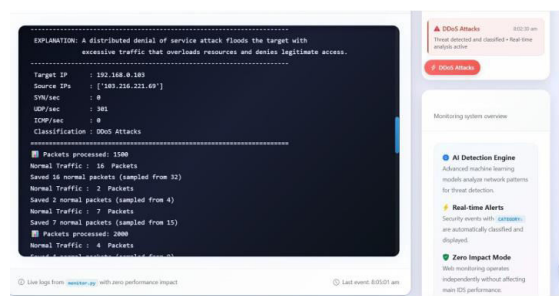 EXPLANATION: A distributed denial of service attack floods the target with
excessive traffic that overloads resources and denies legitimate access.
Target IP : 192.168.0.103
Source IPs : ['103.216.221.69']
SYN/sec : 0
UDP/sec : 301
ICMP/sec : 0
Classification : DDoS Attacks
Packets processed: 1500
Normal Traffic : 16 Packets
Saved 16 normal packets (sampled from 32)
Normal Traffic : 2 Packets
Saved 2 normal packets (sampled from 4)
Normal Traffic : 7 Packets
Saved 7 normal packets (sampled from 15)
Packets processed: 2000
Normal Traffic : 4 Packets
Live logs from monitor.py with zero performance impact
Last event: 8:05:01 am
DDoS Attacks
Threat detected and classified • Real-time
analysis active
DDoS Attacks
Monitoring system overview
AI Detection Engine
Advanced machine learning
models analyze network patterns
for threat detection.
Real-time Alerts
Security events with CATEGORY:
are automatically classified and
displayed.
Zero Impact Mode
Web monitoring operates
independently without affecting
main IDS performance.